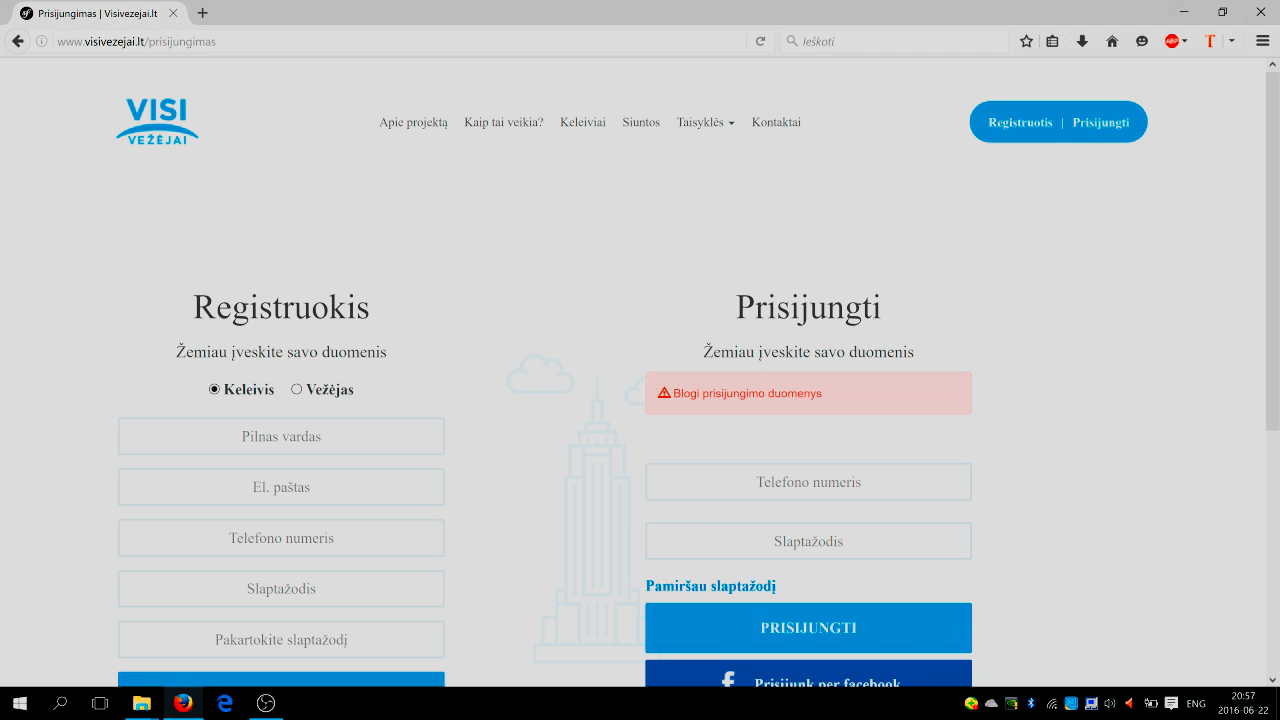 Prisijungimas | Visivezejai.lt
www.visivezejai.lt/prisijungimas
Ieškoti
ABP
T
VISI
VEŽĖJAI
Apie projektą Kaip tai veikia? Keleiviai Siuntos Taisyklės Kontaktai
Registruotis | Prisijungti
Registruokis
Žemiau įveskite savo duomenis
Keleivis Vežėjas
Pilnas vardas
El. paštas
Telefono numeris
Slaptažodis
Pakartokite slaptažodį
Prisijungti
Žemiau įveskite savo duomenis
Blogi prisijungimo duomenys
Telefono numeris
Slaptažodis
Pamiršau slaptažodį
PRISIJUNGTI
Prisijunk per facebook
ENG
20:57
2016-06-22